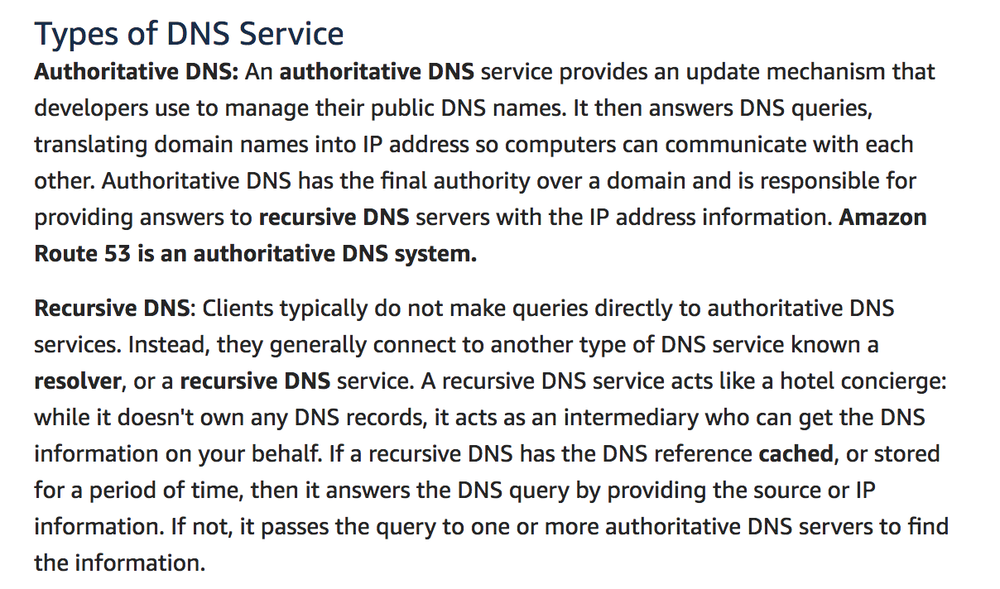 Types of DNS Service
Authoritative DNS: An authoritative DNS service provides an update mechanism that
developers use to manage their public DNS names. It then answers DNS queries,
translating domain names into IP address so computers can communicate with each
other. Authoritative DNS has the final authority over a domain and is responsible for
providing answers to recursive DNS servers with the IP address information. Amazon
Route 53 is an authoritative DNS system.
Recursive DNS: Clients typically do not make queries directly to authoritative DNS
services. Instead, they generally connect to another type of DNS service known a
resolver, or a recursive DNS service. A recursive DNS service acts like a hotel concierge:
while it doesn't own any DNS records, it acts as an intermediary who can get the DNS
information on your behalf. If a recursive DNS has the DNS reference cached, or stored
for a period of time, then it answers the DNS query by providing the source or IP
information. If not, it passes the query to one or more authoritative DNS servers to find
the information.